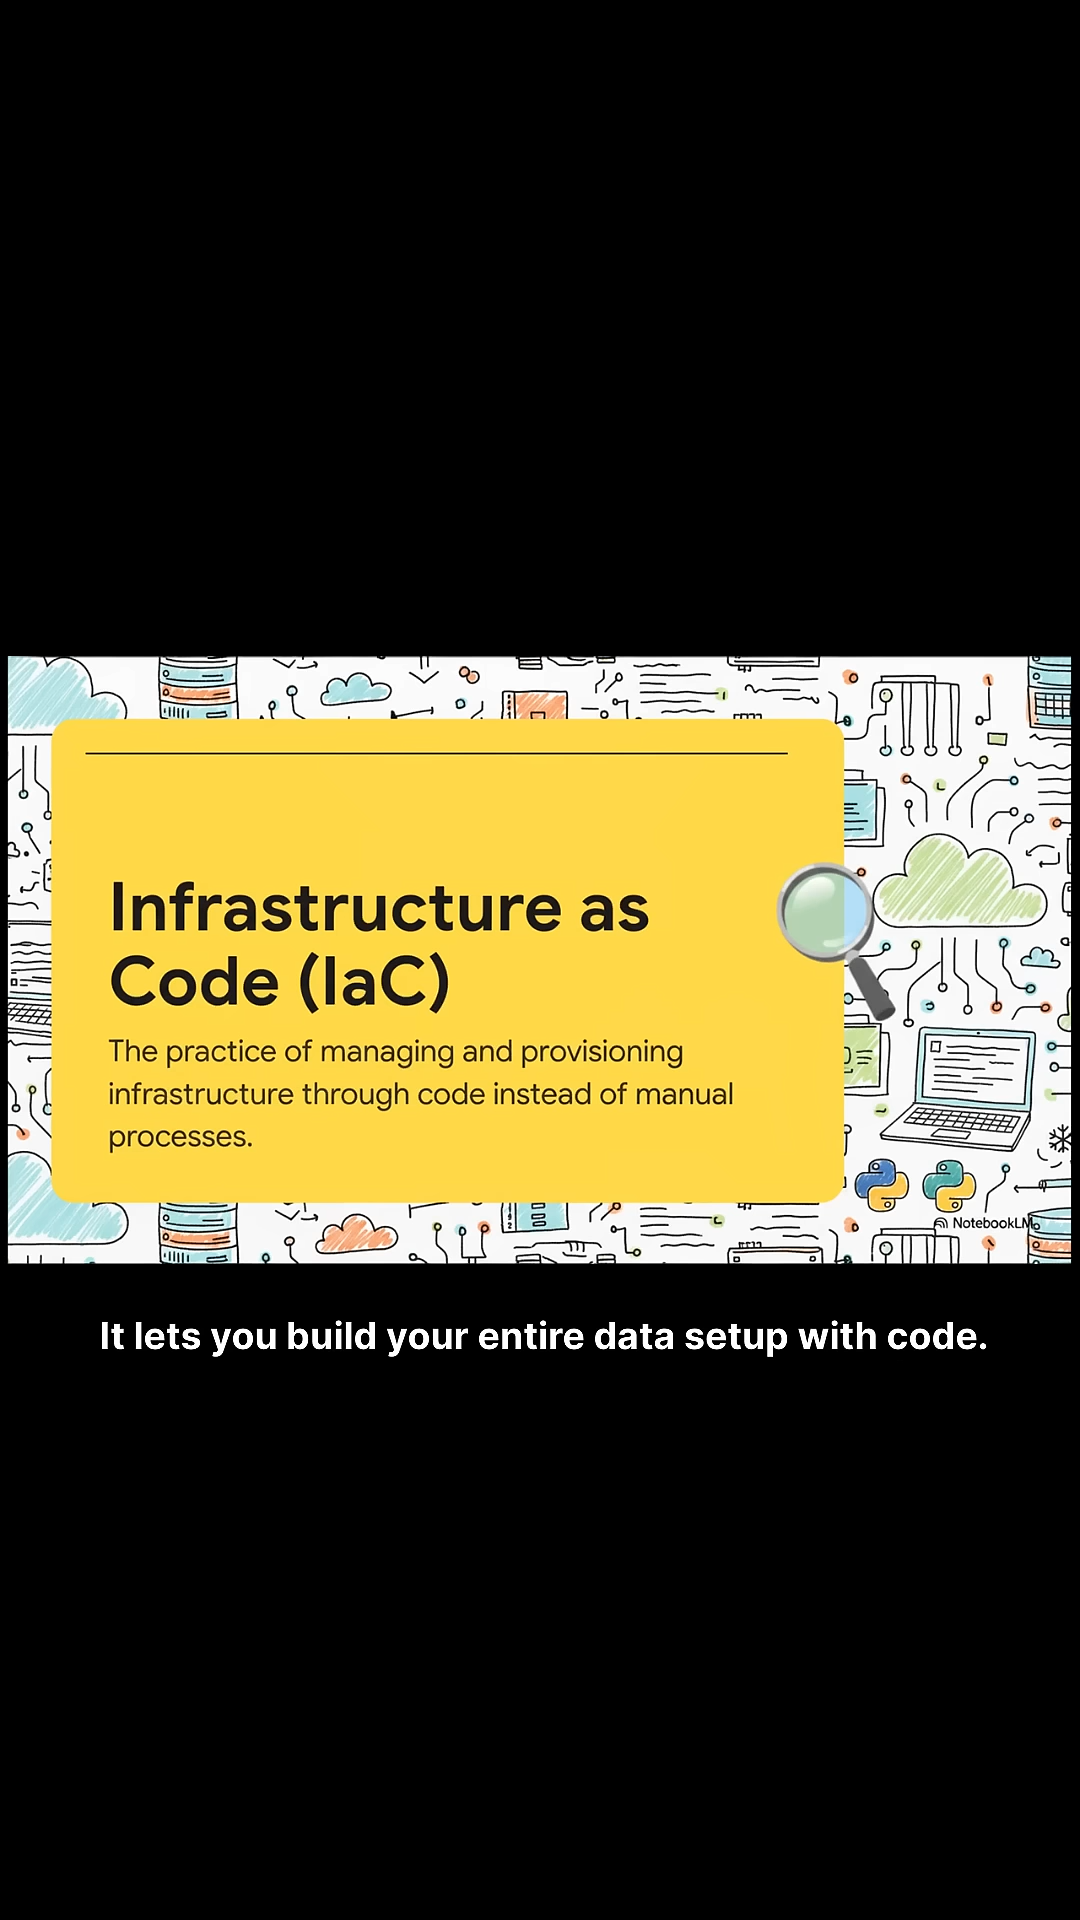 Infrastructure as
Code (IaC)
The practice of managing and provisioning
infrastructure through code instead of manual
processes.
NotebookLM
It lets you build your entire data setup with code.